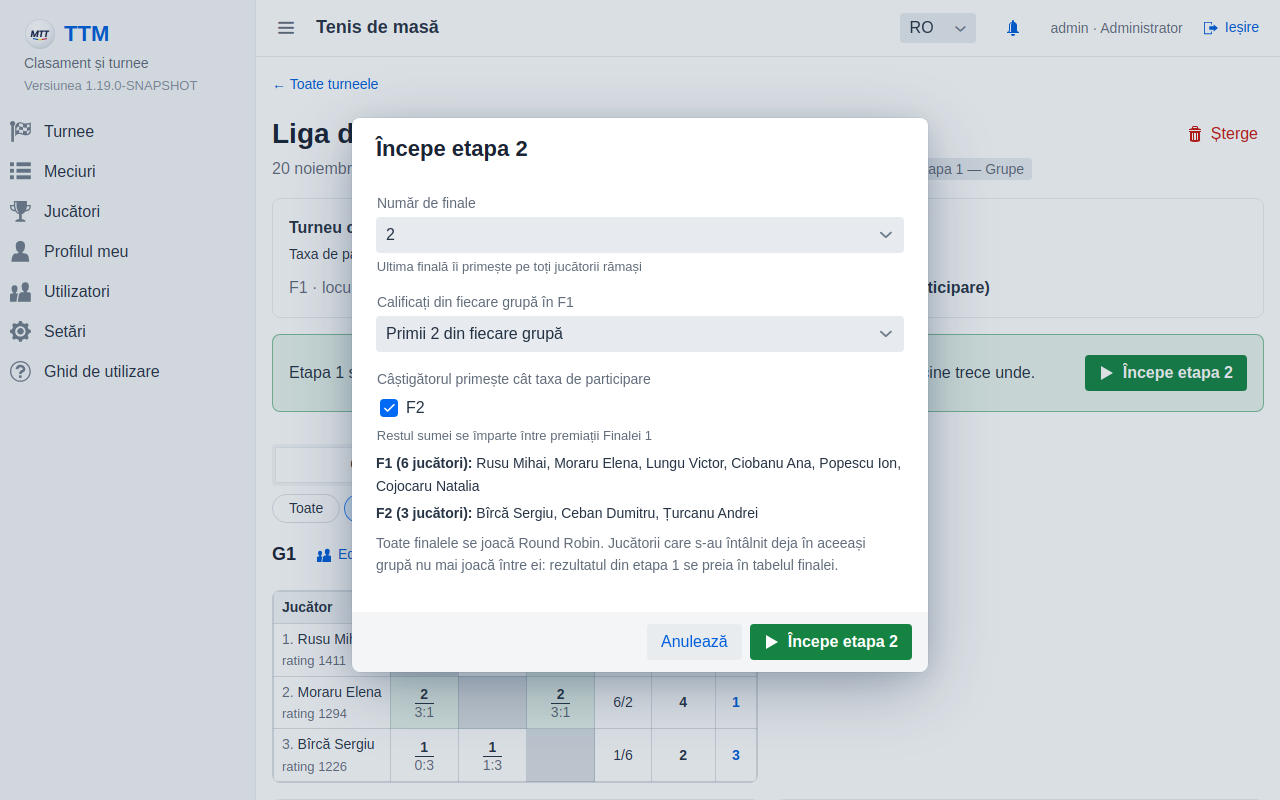 MTT TTM
Clasament și turnee
Versiunea 1.19.0-SNAPSHOT
Turnee
Meciuri
Jucători
Profilul meu
Utilizatori
Setări
Ghid de utilizare
Tenis de masă
RO
admin · Administrator
Ieșire
← Toate turneele
Liga d
Șterge
20 noiembr
apa 1 — Grupe
Turneu c
Taxa de pa
F1 · locu
ticipare)
Etapa 1 s
cine trece unde.
Începe etapa 2
Toate
G1
Ed
Jucător
1. Rusu Mih
rating 1411
2. Moraru Elena
rating 1294
2
3:1
2
3:1
6/2
4
1
3. Bîrcă Sergiu
rating 1226
1
0:3
1
1:3
1/6
2
3
Începe etapa 2
Număr de finale
2
Ultima finală îi primește pe toți jucătorii rămași
Calificați din fiecare grupă în F1
Primii 2 din fiecare grupă
Câștigătorul primește cât taxa de participare
F2
Restul sumei se împarte între premiații Finalei 1
F1 (6 jucători): Rusu Mihai, Moraru Elena, Lungu Victor, Ciobanu Ana, Popescu Ion,
Cojocaru Natalia
F2 (3 jucători): Bîrcă Sergiu, Ceban Dumitru, Țurcanu Andrei
Toate finalele se joacă Round Robin. Jucătorii care s-au întâlnit deja în aceeași
grupă nu mai joacă între ei: rezultatul din etapa 1 se preia în tabelul finalei.
Anulează
Începe etapa 2